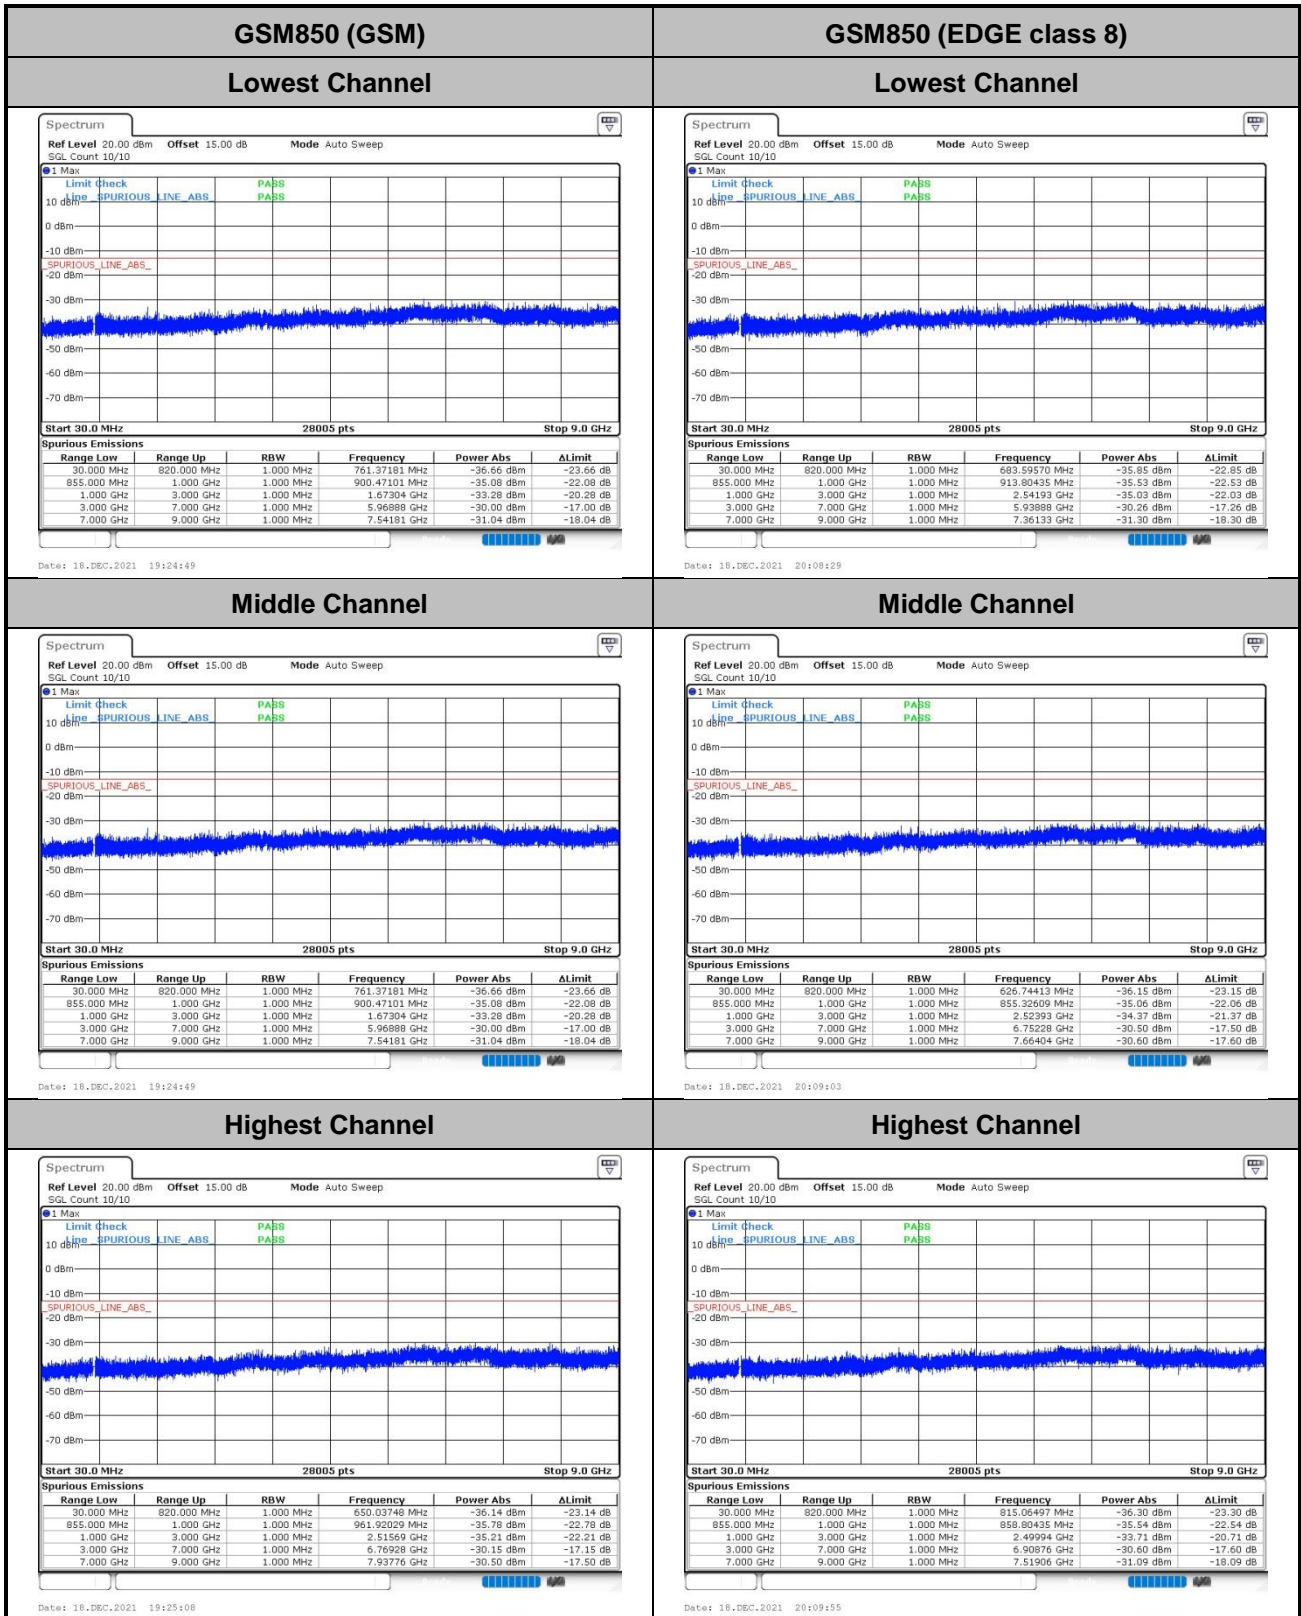 GSM850 (GSM)
GSM850 (EDGE class 8)
Lowest Channel
Lowest Channel
Spectrum
Ref Level 20.00 dBm Offset 15.00 dB Mode Auto Sweep
SGL Count 10/10
1 Max
Limit Check PASS
Line _SPURIOUS_LINE_ABS_ PASS
10 dBm
0 dBm
-10 dBm
_SPURIOUS_LINE_ABS_
-20 dBm
-30 dBm
-50 dBm
-60 dBm
-70 dBm
Start 30.0 MHz 28005 pts Stop 9.0 GHz
Spurious Emissions
Range Low Range Up RBW Frequency Power Abs ΔLimit
30.000 MHz 820.000 MHz 1.000 MHz 761.37181 MHz -36.66 dBm -23.66 dB
855.000 MHz 1.000 GHz 1.000 MHz 900.47101 MHz -35.08 dBm -22.08 dB
1.000 GHz 3.000 GHz 1.000 MHz 1.67304 GHz -33.28 dBm -20.28 dB
3.000 GHz 7.000 GHz 1.000 MHz 5.96888 GHz -30.00 dBm -17.00 dB
7.000 GHz 9.000 GHz 1.000 MHz 7.54181 GHz -31.04 dBm -18.04 dB
Date: 18.DEC.2021 19:24:49
Spectrum
Ref Level 20.00 dBm Offset 15.00 dB Mode Auto Sweep
SGL Count 10/10
1 Max
Limit Check PASS
Line _SPURIOUS_LINE_ABS_ PASS
10 dBm
0 dBm
-10 dBm
_SPURIOUS_LINE_ABS_
-20 dBm
-30 dBm
-50 dBm
-60 dBm
-70 dBm
Start 30.0 MHz 28005 pts Stop 9.0 GHz
Spurious Emissions
Range Low Range Up RBW Frequency Power Abs ΔLimit
30.000 MHz 820.000 MHz 1.000 MHz 683.59570 MHz -35.85 dBm -22.85 dB
855.000 MHz 1.000 GHz 1.000 MHz 913.80435 MHz -35.53 dBm -22.53 dB
1.000 GHz 3.000 GHz 1.000 MHz 2.54193 GHz -35.03 dBm -22.03 dB
3.000 GHz 7.000 GHz 1.000 MHz 5.93888 GHz -30.26 dBm -17.26 dB
7.000 GHz 9.000 GHz 1.000 MHz 7.36133 GHz -31.30 dBm -18.30 dB
Date: 18.DEC.2021 20:08:29
Middle Channel
Middle Channel
Spectrum
Ref Level 20.00 dBm Offset 15.00 dB Mode Auto Sweep
SGL Count 10/10
1 Max
Limit Check PASS
Line _SPURIOUS_LINE_ABS_ PASS
10 dBm
0 dBm
-10 dBm
_SPURIOUS_LINE_ABS_
-20 dBm
-30 dBm
-50 dBm
-60 dBm
-70 dBm
Start 30.0 MHz 28005 pts Stop 9.0 GHz
Spurious Emissions
Range Low Range Up RBW Frequency Power Abs ΔLimit
30.000 MHz 820.000 MHz 1.000 MHz 761.37181 MHz -36.66 dBm -23.66 dB
855.000 MHz 1.000 GHz 1.000 MHz 900.47101 MHz -35.08 dBm -22.08 dB
1.000 GHz 3.000 GHz 1.000 MHz 1.67304 GHz -33.28 dBm -20.28 dB
3.000 GHz 7.000 GHz 1.000 MHz 5.96888 GHz -30.00 dBm -17.00 dB
7.000 GHz 9.000 GHz 1.000 MHz 7.54181 GHz -31.04 dBm -18.04 dB
Date: 18.DEC.2021 19:24:49
Spectrum
Ref Level 20.00 dBm Offset 15.00 dB Mode Auto Sweep
SGL Count 10/10
1 Max
Limit Check PASS
Line _SPURIOUS_LINE_ABS_ PASS
10 dBm
0 dBm
-10 dBm
_SPURIOUS_LINE_ABS_
-20 dBm
-30 dBm
-50 dBm
-60 dBm
-70 dBm
Start 30.0 MHz 28005 pts Stop 9.0 GHz
Spurious Emissions
Range Low Range Up RBW Frequency Power Abs ΔLimit
30.000 MHz 820.000 MHz 1.000 MHz 626.74413 MHz -36.15 dBm -23.15 dB
855.000 MHz 1.000 GHz 1.000 MHz 855.32609 MHz -35.06 dBm -22.06 dB
1.000 GHz 3.000 GHz 1.000 MHz 2.52393 GHz -34.37 dBm -21.37 dB
3.000 GHz 7.000 GHz 1.000 MHz 6.75228 GHz -30.50 dBm -17.50 dB
7.000 GHz 9.000 GHz 1.000 MHz 7.66404 GHz -30.60 dBm -17.60 dB
Date: 18.DEC.2021 20:09:03
Highest Channel
Highest Channel
Spectrum
Ref Level 20.00 dBm Offset 15.00 dB Mode Auto Sweep
SGL Count 10/10
1 Max
Limit Check PASS
Line _SPURIOUS_LINE_ABS_ PASS
10 dBm
0 dBm
-10 dBm
_SPURIOUS_LINE_ABS_
-20 dBm
-30 dBm
-50 dBm
-60 dBm
-70 dBm
Start 30.0 MHz 28005 pts Stop 9.0 GHz
Spurious Emissions
Range Low Range Up RBW Frequency Power Abs ΔLimit
30.000 MHz 820.000 MHz 1.000 MHz 650.03748 MHz -36.14 dBm -23.14 dB
855.000 MHz 1.000 GHz 1.000 MHz 961.92029 MHz -35.78 dBm -22.78 dB
1.000 GHz 3.000 GHz 1.000 MHz 2.51569 GHz -35.21 dBm -22.21 dB
3.000 GHz 7.000 GHz 1.000 MHz 6.76928 GHz -30.15 dBm -17.15 dB
7.000 GHz 9.000 GHz 1.000 MHz 7.93776 GHz -30.50 dBm -17.50 dB
Date: 18.DEC.2021 19:25:08
Spectrum
Ref Level 20.00 dBm Offset 15.00 dB Mode Auto Sweep
SGL Count 10/10
1 Max
Limit Check PASS
Line _SPURIOUS_LINE_ABS_ PASS
10 dBm
0 dBm
-10 dBm
_SPURIOUS_LINE_ABS_
-20 dBm
-30 dBm
-50 dBm
-60 dBm
-70 dBm
Start 30.0 MHz 28005 pts Stop 9.0 GHz
Spurious Emissions
Range Low Range Up RBW Frequency Power Abs ΔLimit
30.000 MHz 820.000 MHz 1.000 MHz 815.06497 MHz -36.30 dBm -23.30 dB
855.000 MHz 1.000 GHz 1.000 MHz 858.80435 MHz -35.54 dBm -22.54 dB
1.000 GHz 3.000 GHz 1.000 MHz 2.49994 GHz -33.71 dBm -20.71 dB
3.000 GHz 7.000 GHz 1.000 MHz 6.90876 GHz -30.60 dBm -17.60 dB
7.000 GHz 9.000 GHz 1.000 MHz 7.51906 GHz -31.09 dBm -18.09 dB
Date: 18.DEC.2021 20:09:55